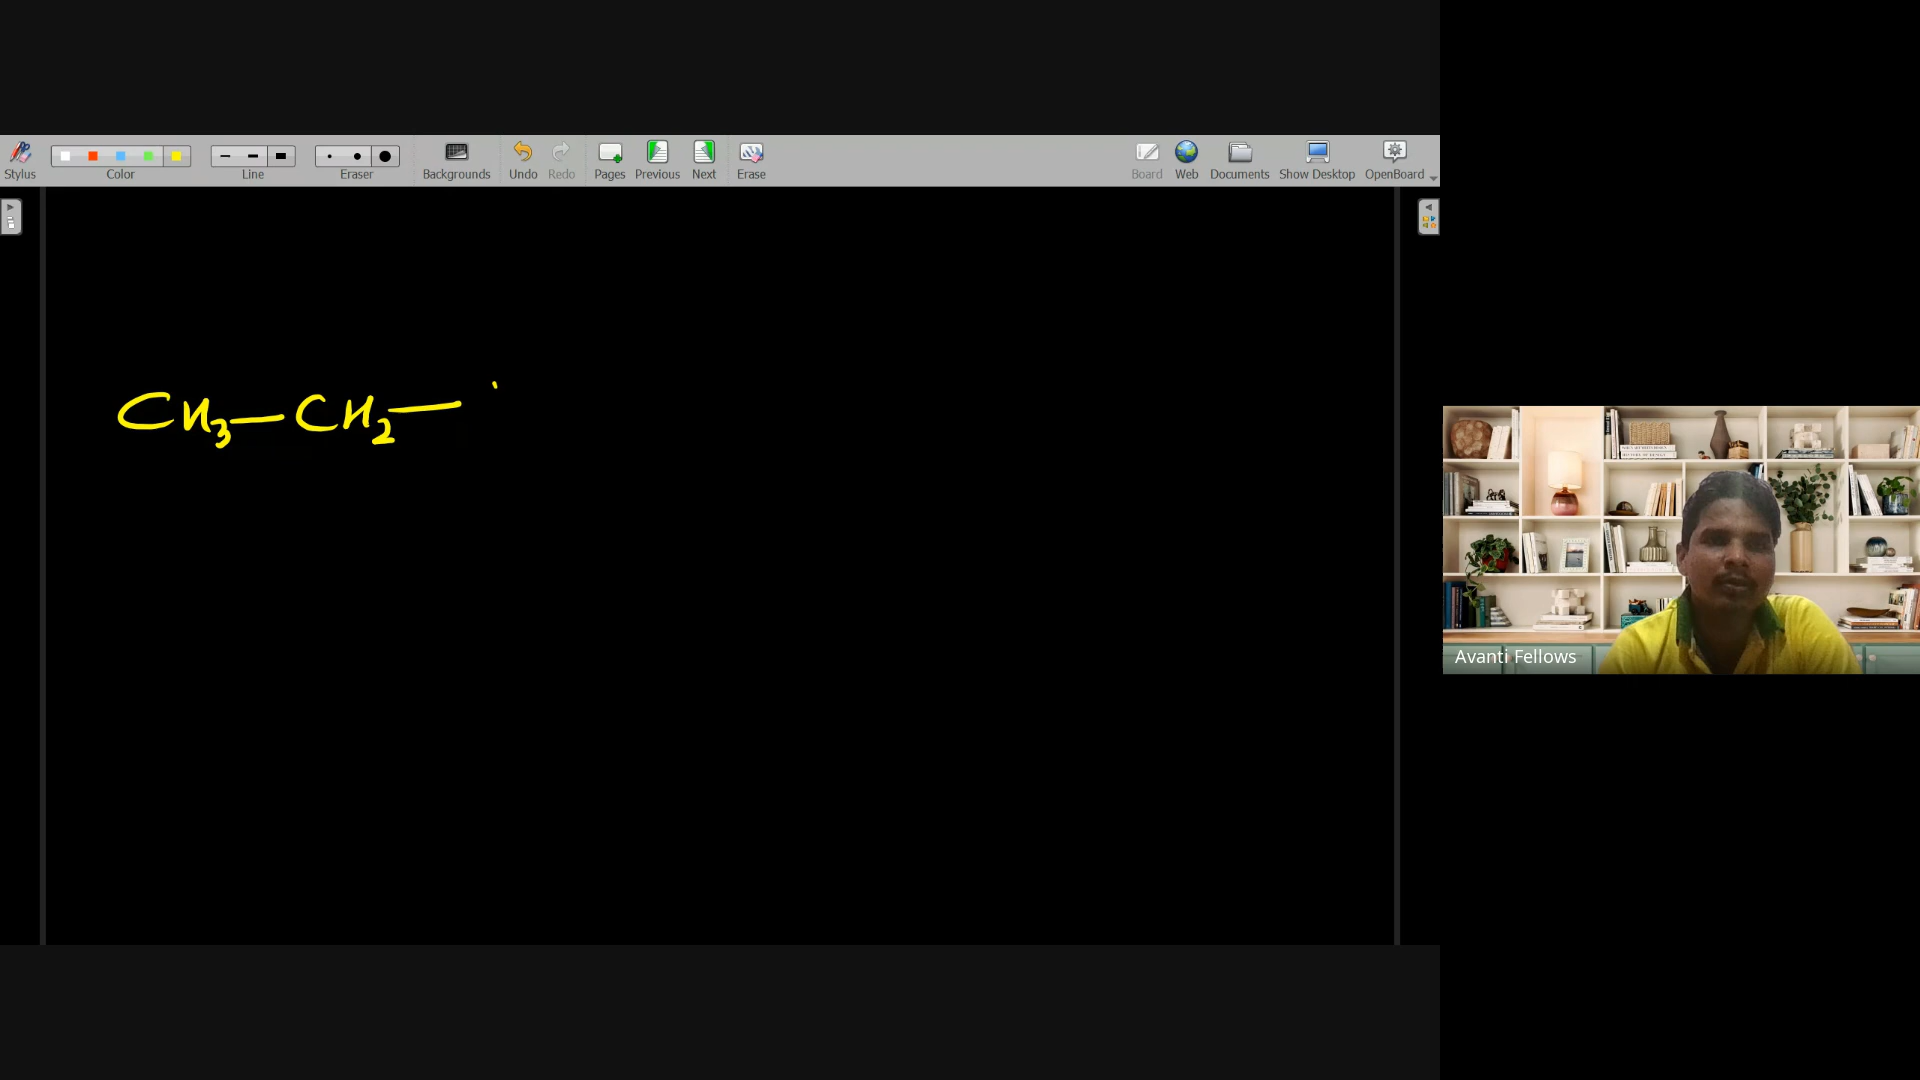 Stylus Color Line Eraser Backgrounds Undo Redo Pages Previous Next Erase Board Web Documents Show Desktop OpenBoard
CH₃—CH₂—
Avanti Fellows